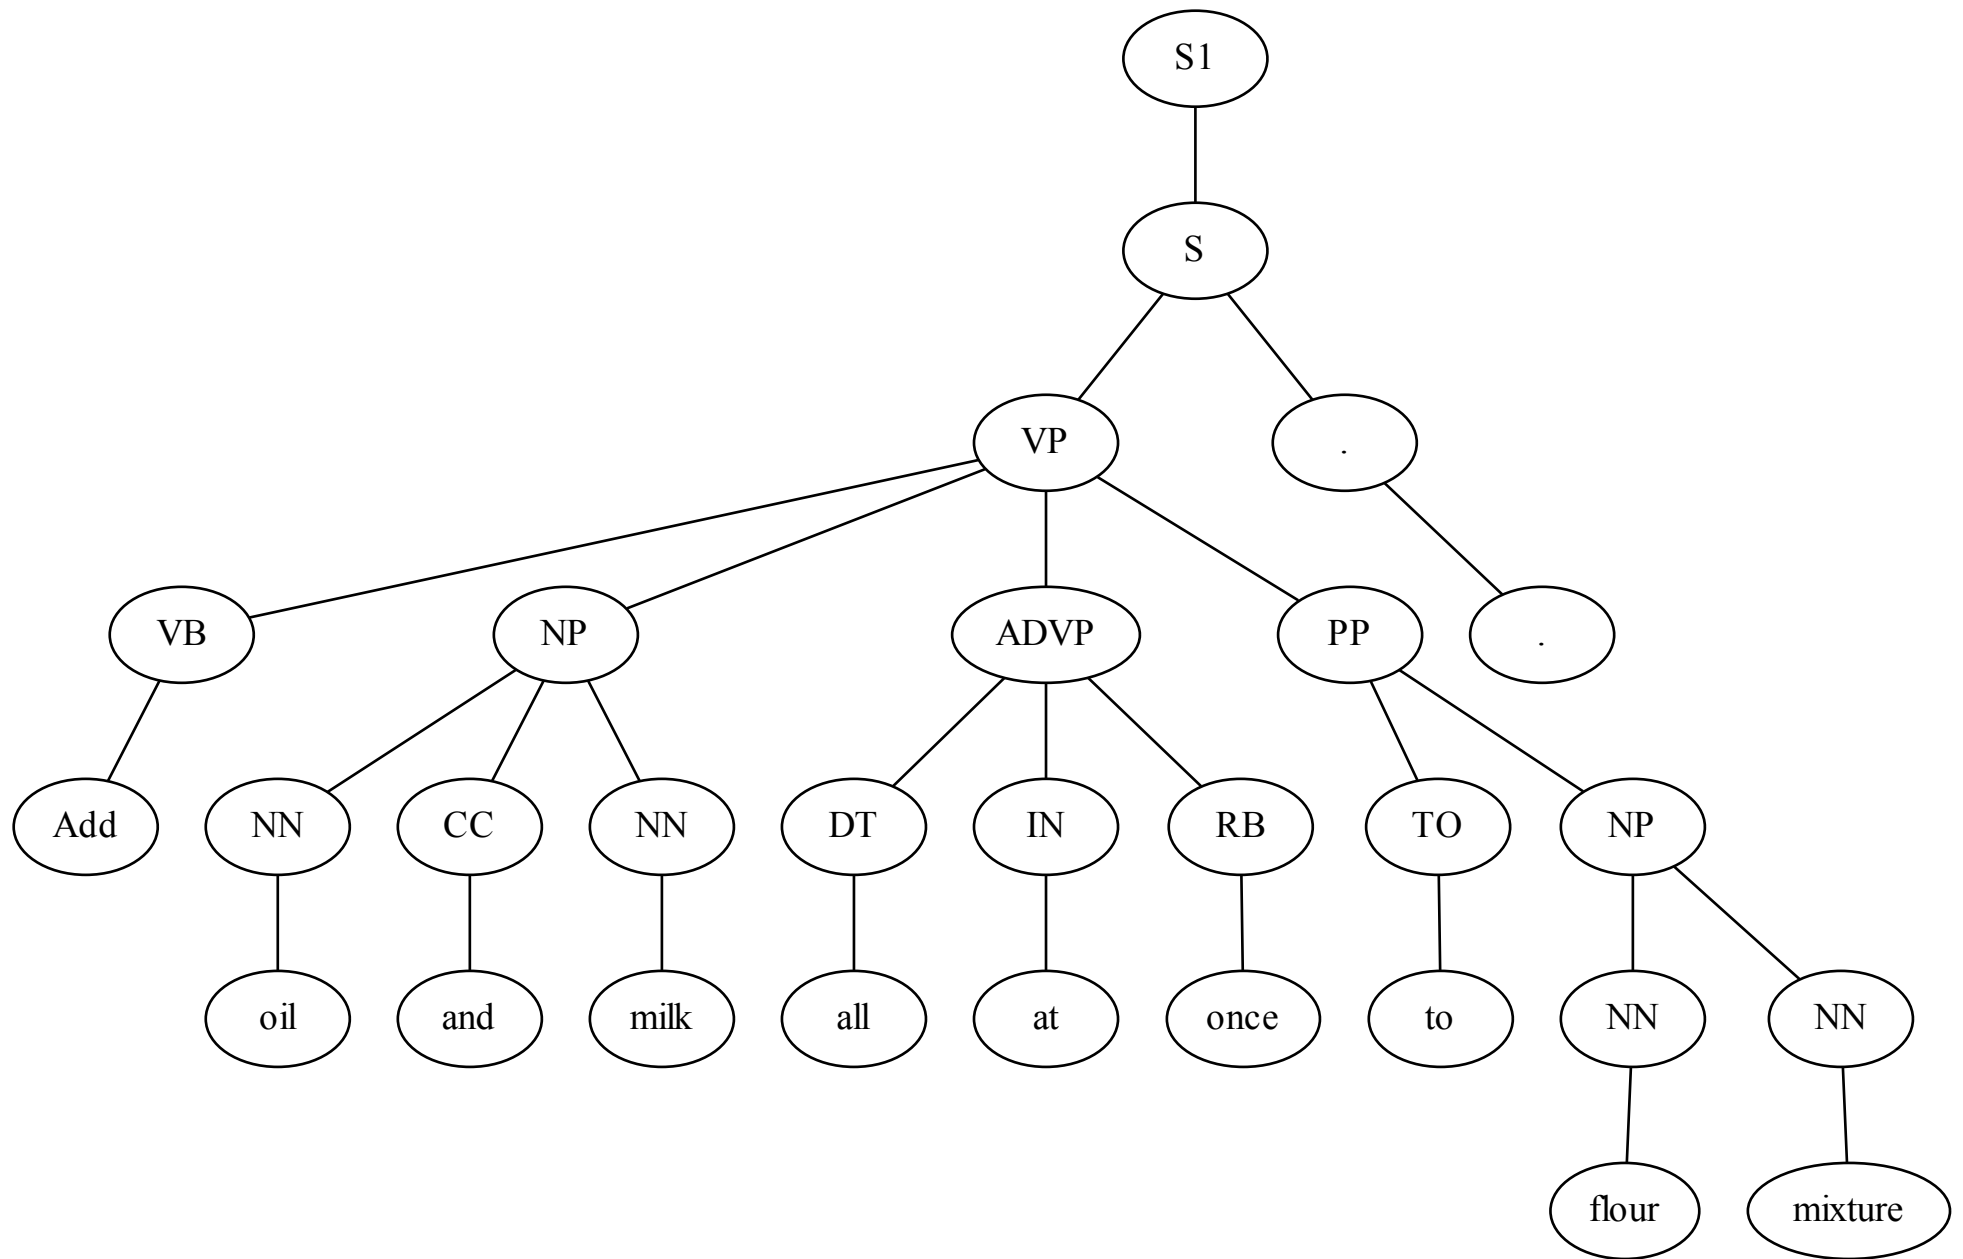 S1
S
VP .
VB NP ADVP PP .
Add NN CC NN DT IN RB TO NP
oil and milk all at once to NN NN
flour mixture